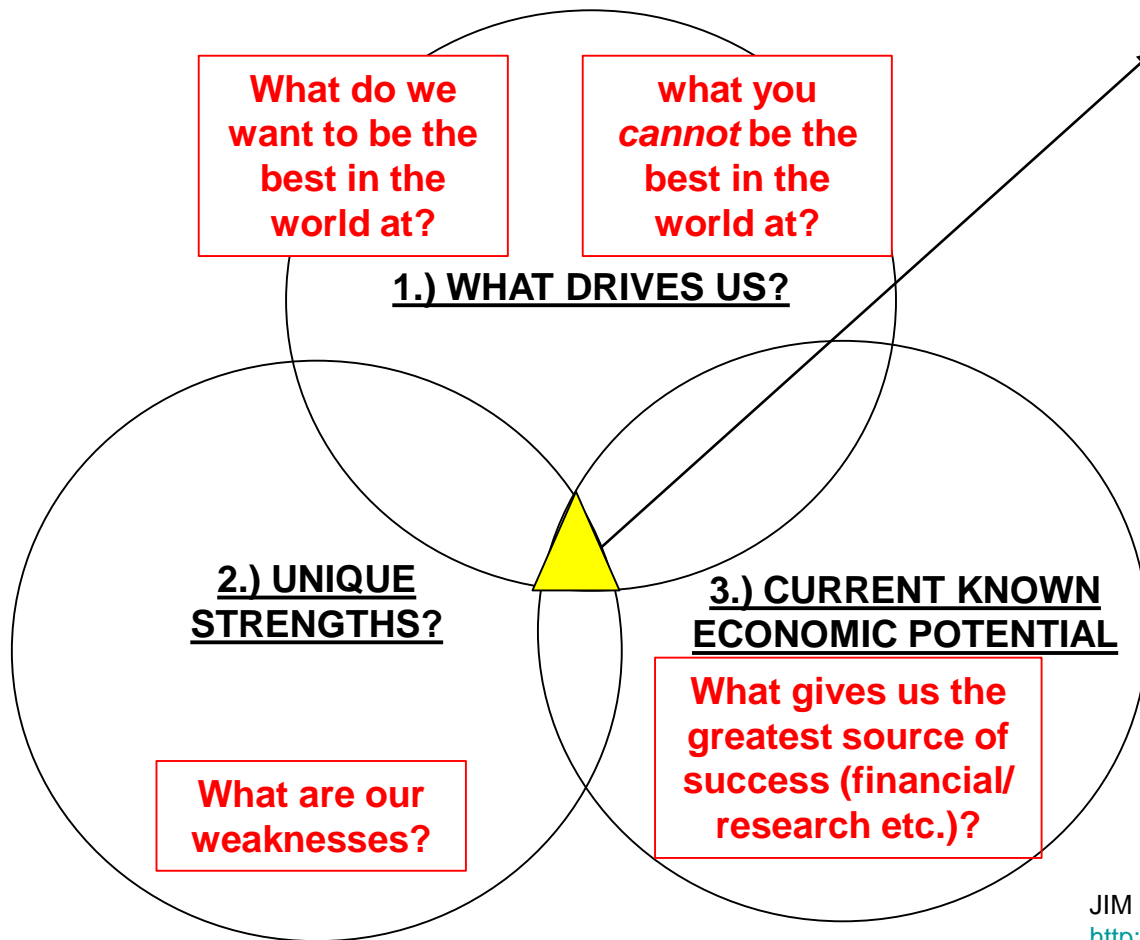 What do we
want to be the
best in the
world at?
what you
cannot be the
best in the
world at?
1.) WHAT DRIVES US?
2.) UNIQUE
STRENGTHS?
3.) CURRENT KNOWN
ECONOMIC POTENTIAL
What gives us the
greatest source of
success (financial/
research etc.)?
What are our
weaknesses?
JIM
http: